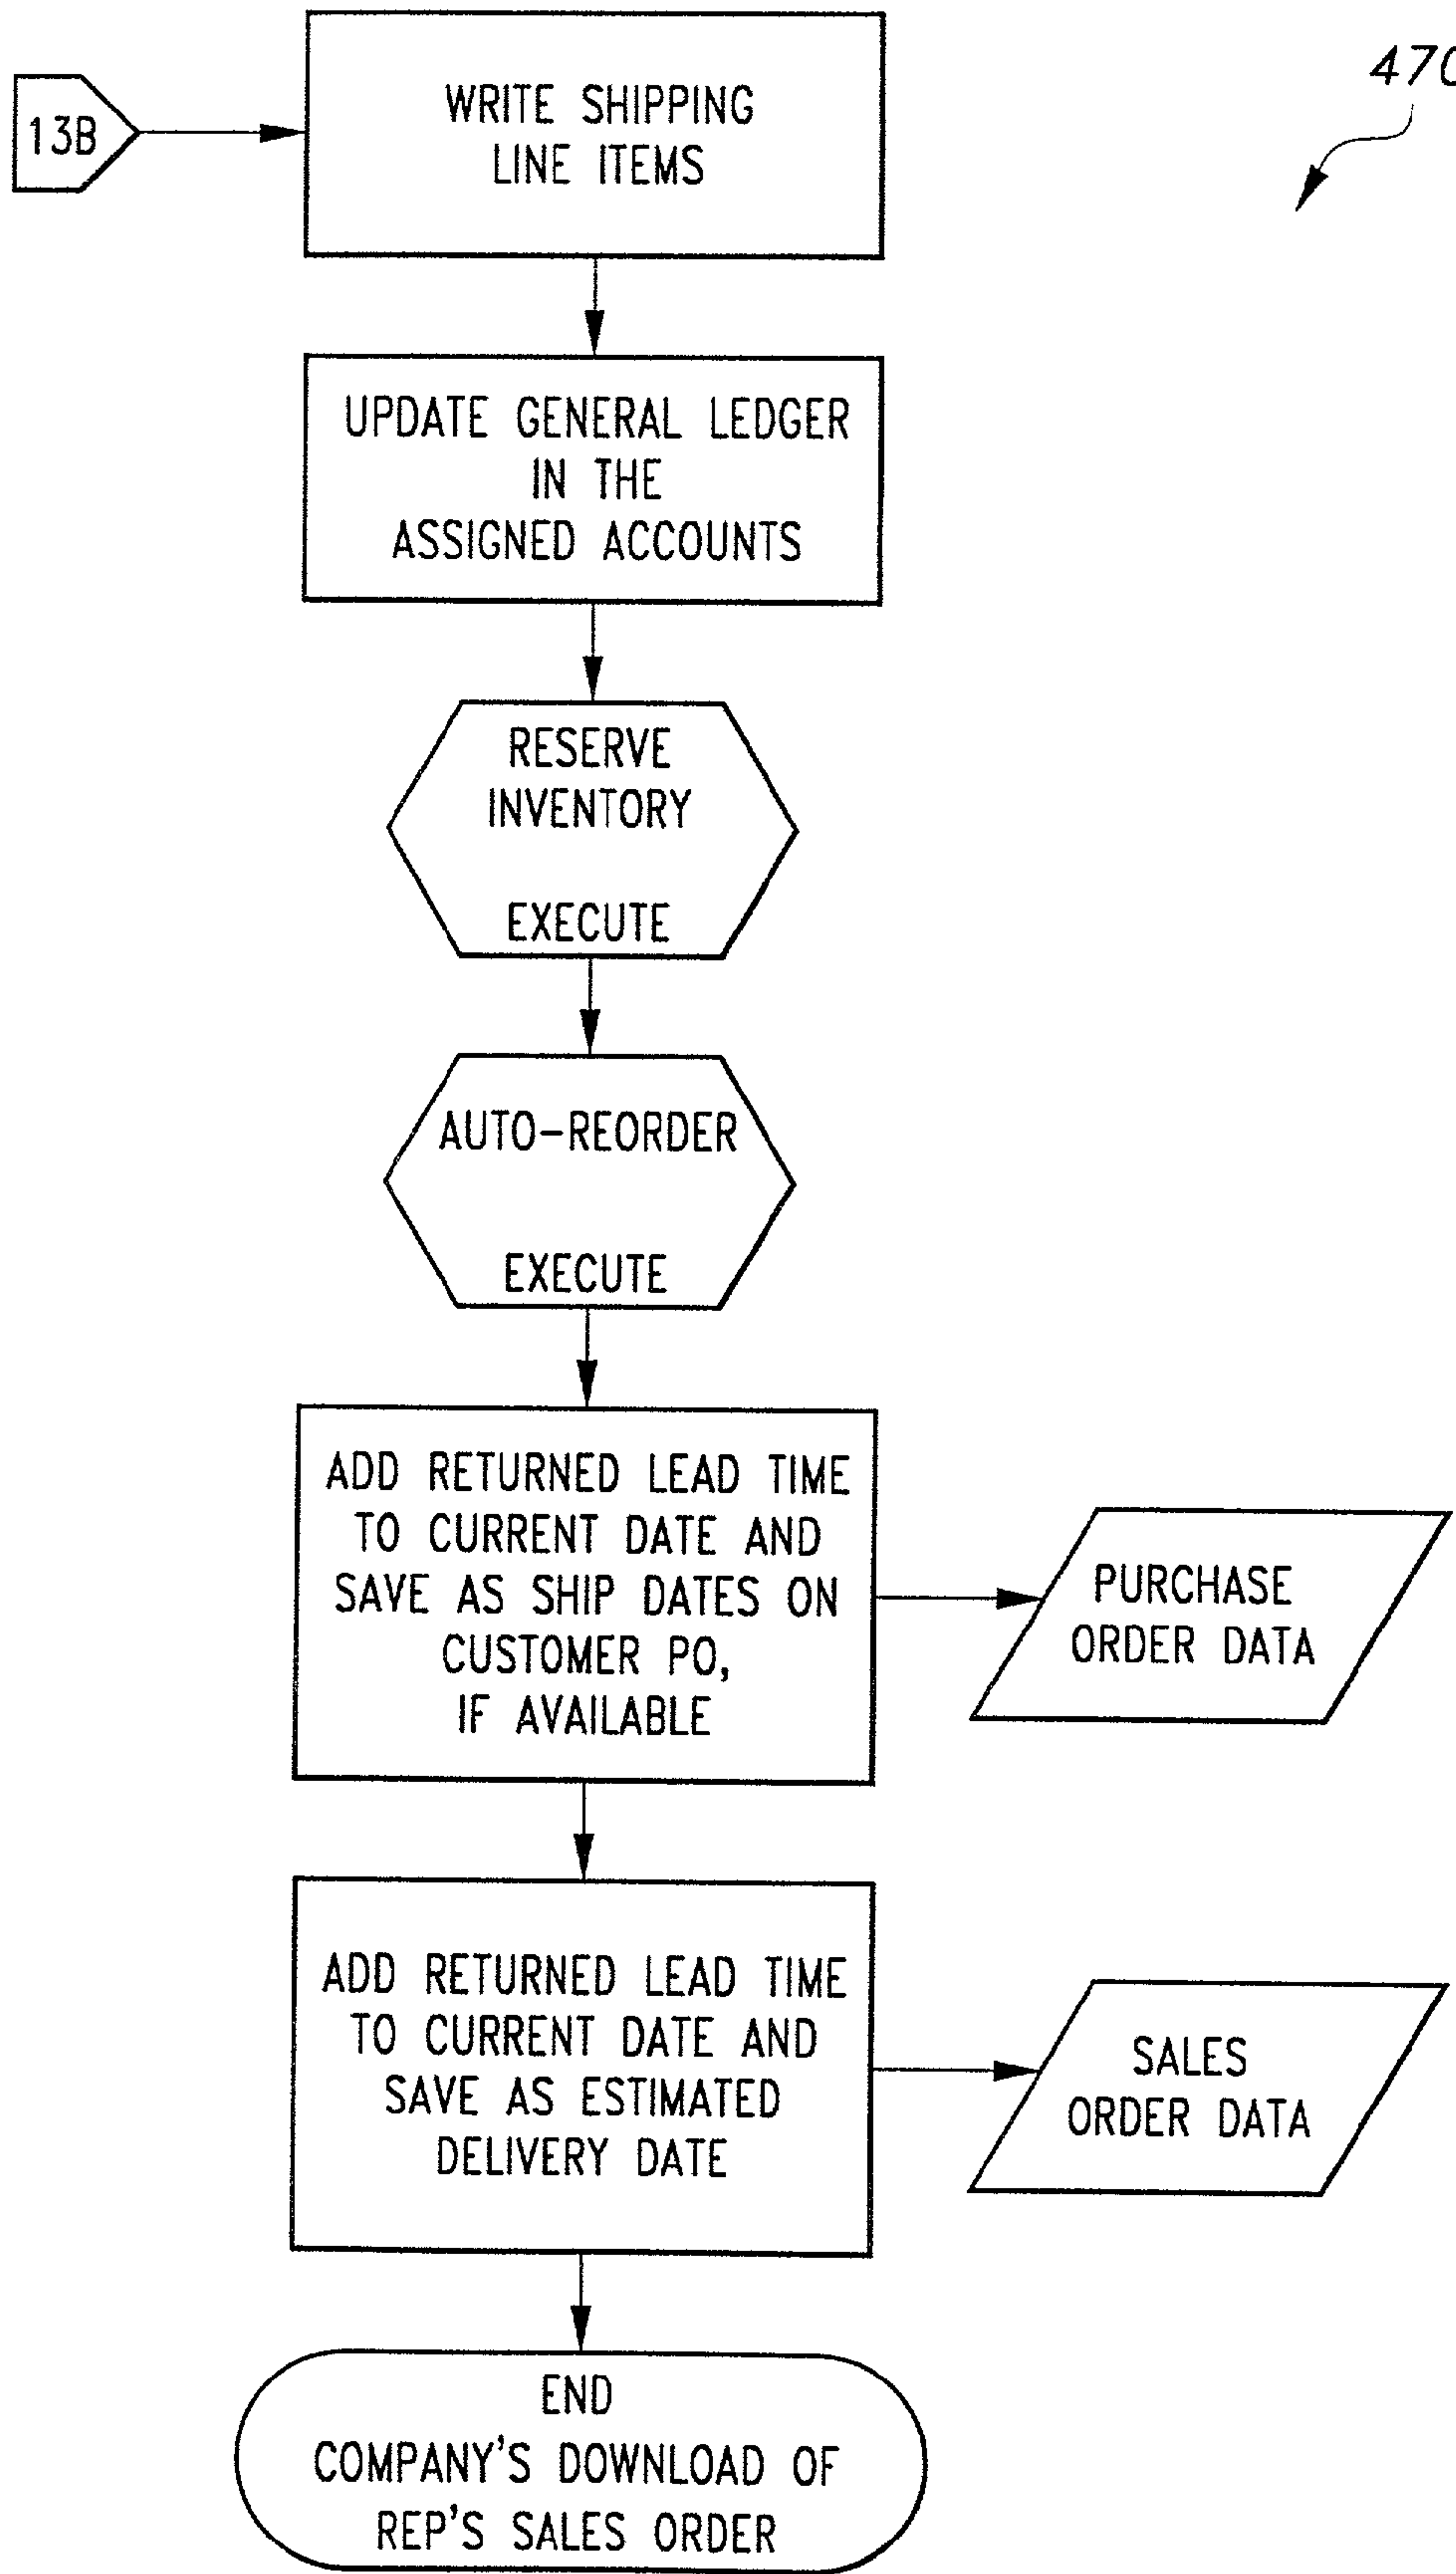 470
13B
WRITE SHIPPING
LINE ITEMS
UPDATE GENERAL LEDGER
IN THE
ASSIGNED ACCOUNTS
RESERVE
INVENTORY
EXECUTE
AUTO-REORDER
EXECUTE
ADD RETURNED LEAD TIME
TO CURRENT DATE AND
SAVE AS SHIP DATES ON
CUSTOMER PO,
IF AVAILABLE
PURCHASE
ORDER DATA
ADD RETURNED LEAD TIME
TO CURRENT DATE AND
SAVE AS ESTIMATED
DELIVERY DATE
SALES
ORDER DATA
END
COMPANY'S DOWNLOAD OF
REP'S SALES ORDER